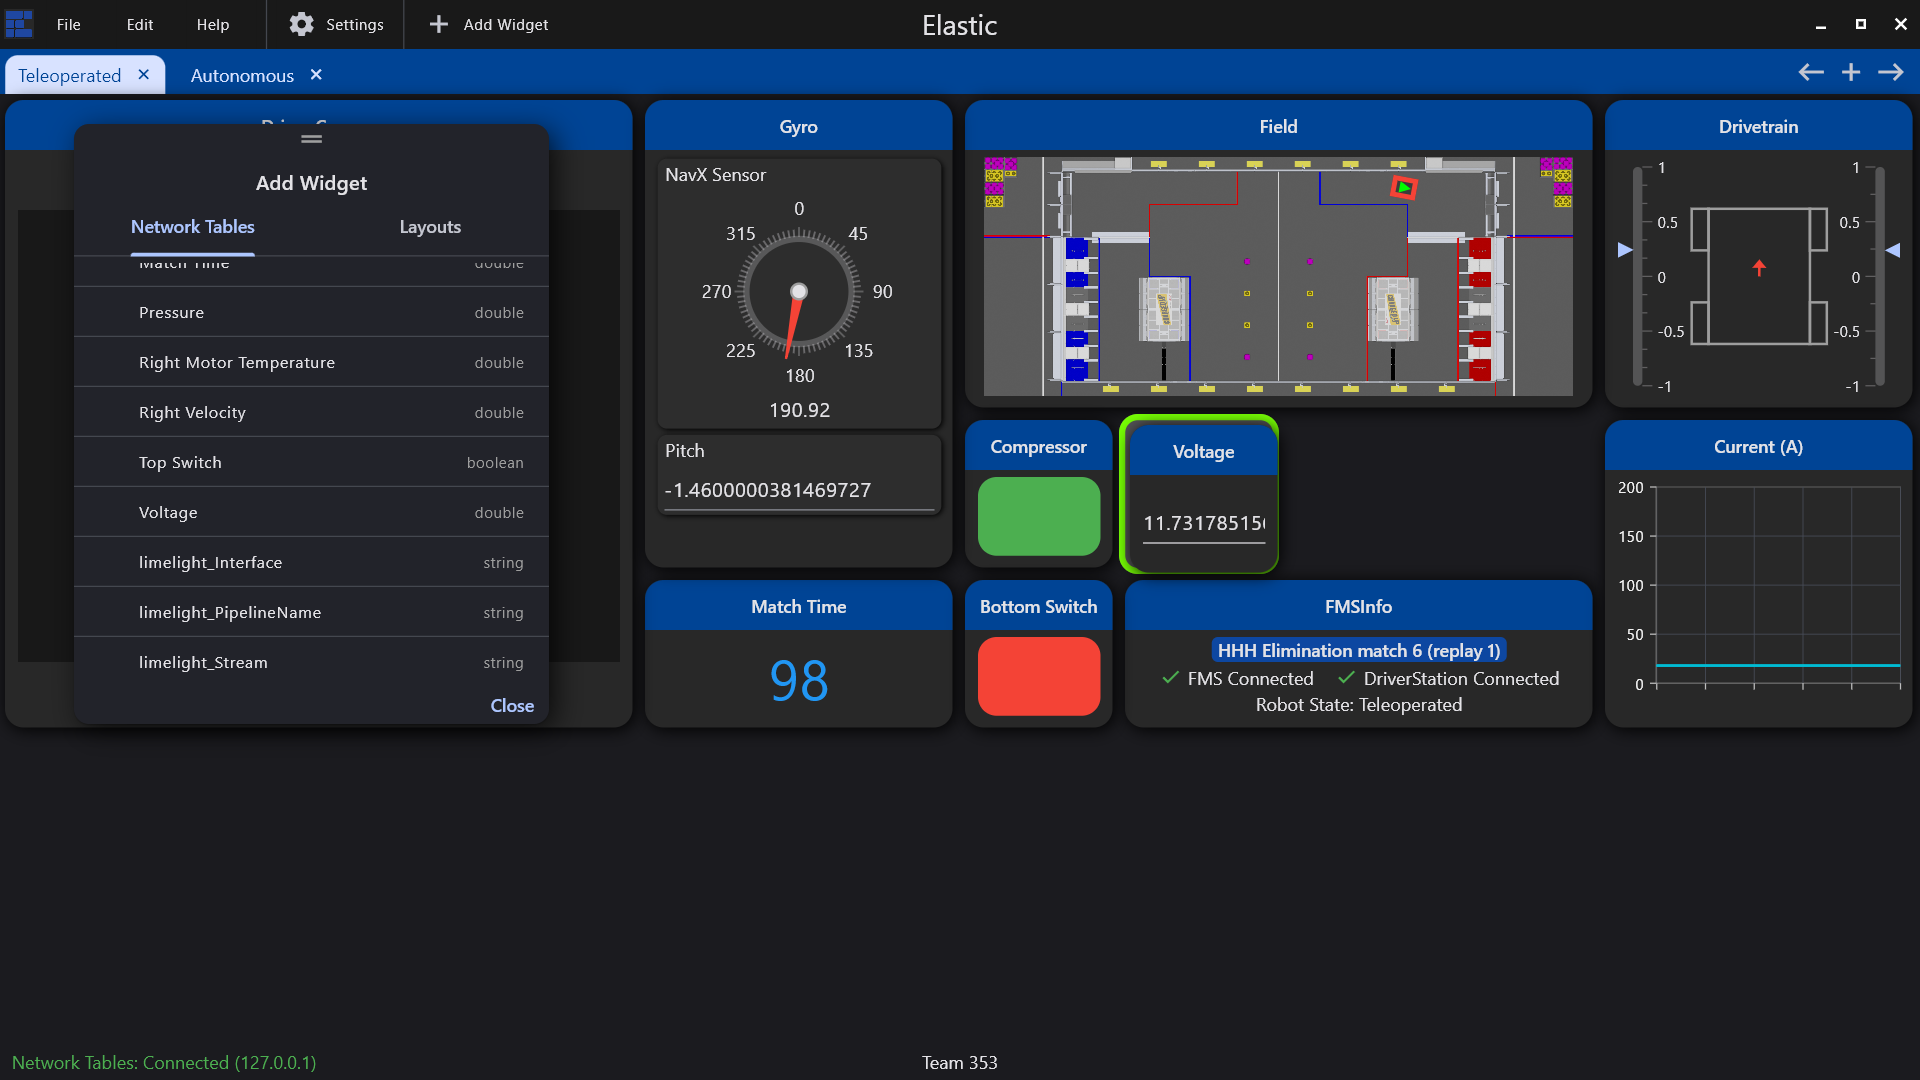 File Edit Help Settings Add Widget Elastic
Teleoperated Autonomous
Add Widget
Network Tables Layouts
Match Time double
Pressure double
Right Motor Temperature double
Right Velocity double
Top Switch boolean
Voltage double
limelight_Interface string
limelight_PipelineName string
limelight_Stream string
Close
Gyro
NavX Sensor
0
315 45
270 90
225 135
180
190.92
Pitch
-1.4600000381469727
Match Time
98
Field
Compressor
Voltage
11.73178515
Bottom Switch
FMSInfo
HHH Elimination match 6 (replay 1)
FMS Connected DriverStation Connected
Robot State: Teleoperated
Drivetrain
1 1
0.5 0.5
0 0
-0.5 -0.5
-1 -1
Current (A)
200
150
100
50
0
Network Tables: Connected (127.0.0.1) Team 353